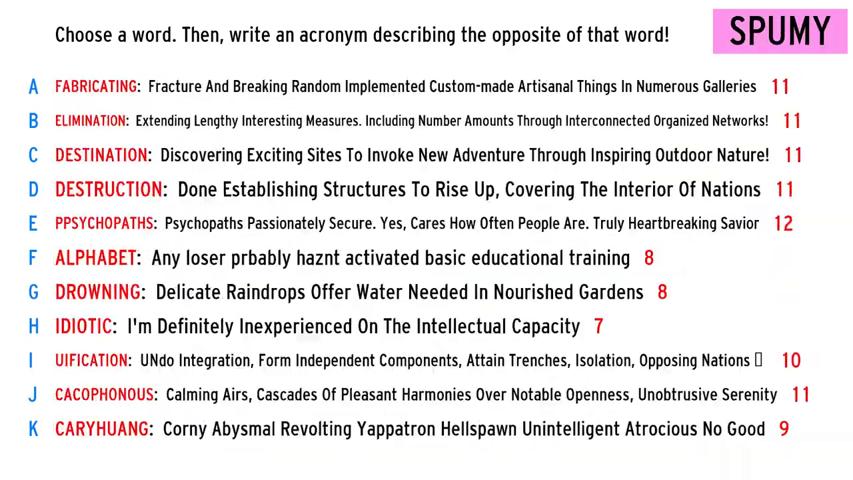 Choose a word. Then, write an acronym describing the opposite of that word!
SPUMY
A FABRICATING: Fracture And Breaking Random Implemented Custom-made Artisanal Things In Numerous Galleries 11
B ELIMINATION: Extending Lengthy Interesting Measures. Including Number Amounts Through Interconnected Organized Networks! 11
C DESTINATION: Discovering Exciting Sites To Invoke New Adventure Through Inspiring Outdoor Nature! 11
D DESTRUCTION: Done Establishing Structures To Rise Up, Covering The Interior Of Nations 11
E PPSYCHOPATHS: Psychopaths Passionately Secure. Yes, Cares How Often People Are. Truly Heartbreaking Savior 12
F ALPHABET: Any loser prbably haznt activated basic educational training 8
G DROWNING: Delicate Raindrops Offer Water Needed In Nourished Gardens 8
H IDIOTIC: I'm Definitely Inexperienced On The Intellectual Capacity 7
I UIFICATION: UNdo Integration, Form Independent Components, Attain Trenches, Isolation, Opposing Nations 10
J CACOPHONOUS: Calming Airs, Cascades Of Pleasant Harmonies Over Notable Openness, Unobtrusive Serenity 11
K CARYHUANG: Corny Abysmal Revolting Yappatron Hellspawn Unintelligent Atrocious No Good 9